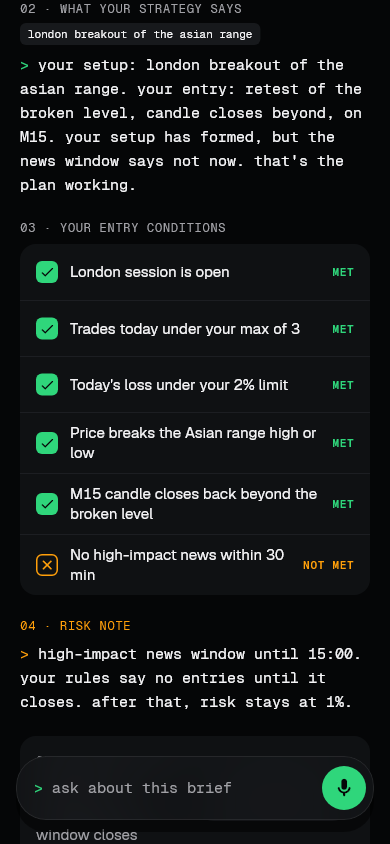 02 · WHAT YOUR STRATEGY SAYS
london breakout of the asian range
> your setup: london breakout of the
asian range. your entry: retest of the
broken level, candle closes beyond, on
M15. your setup has formed, but the
news window says not now. that's the
plan working.
03 · YOUR ENTRY CONDITIONS
London session is open MET
Trades today under your max of 3 MET
Today's loss under your 2% limit MET
Price breaks the Asian range high or
low MET
M15 candle closes back beyond the
broken level MET
No high-impact news within 30
min NOT MET
04 · RISK NOTE
> high-impact news window until 15:00.
your rules say no entries until it
closes. after that, risk stays at 1%.
> ask about this brief
window closes